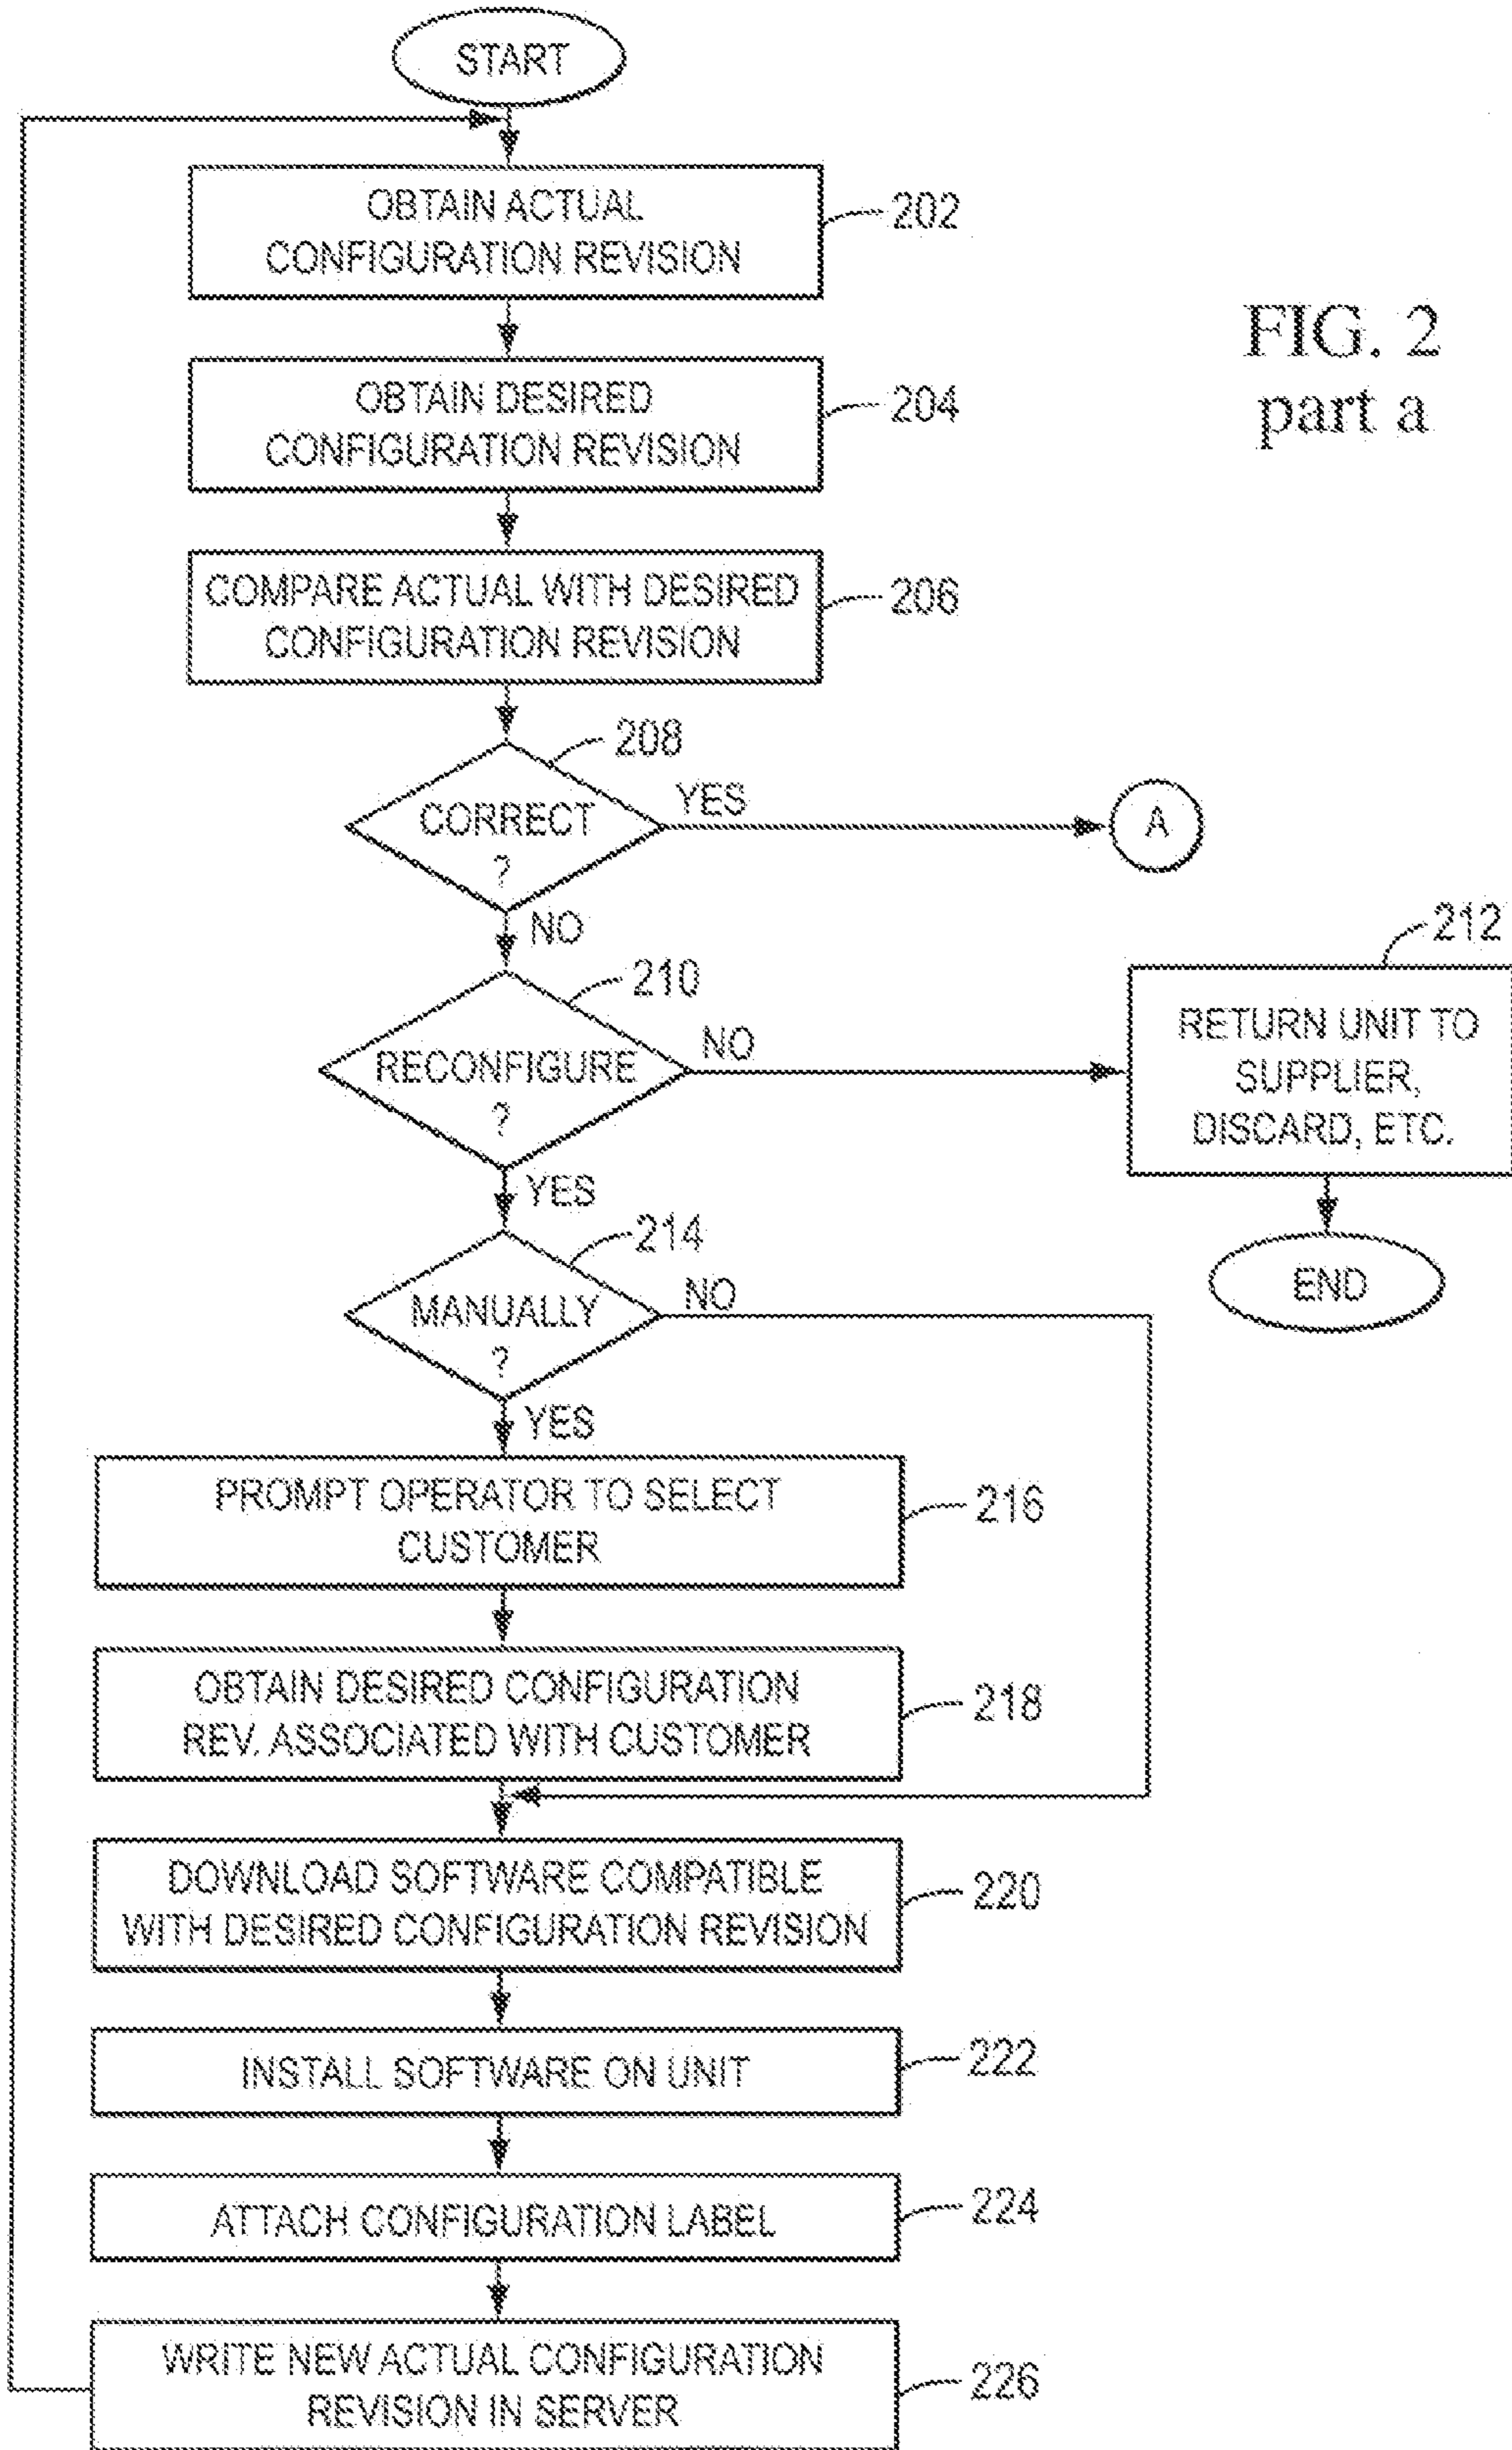 START
OBTAIN ACTUAL
CONFIGURATION REVISION
202
FIG. 2
part a
OBTAIN DESIRED
CONFIGURATION REVISION
204
COMPARE ACTUAL WITH DESIRED
CONFIGURATION REVISION
206
208
CORRECT
?
YES
A
NO
210
RECONFIGURE
?
NO
212
RETURN UNIT TO
SUPPLIER,
DISCARD, ETC.
END
YES
214
MANUALLY
?
NO
YES
PROMPT OPERATOR TO SELECT
CUSTOMER
216
OBTAIN DESIRED CONFIGURATION
REV. ASSOCIATED WITH CUSTOMER
218
DOWNLOAD SOFTWARE COMPATIBLE
WITH DESIRED CONFIGURATION REVISION
220
INSTALL SOFTWARE ON UNIT
222
ATTACH CONFIGURATION LABEL
224
WRITE NEW ACTUAL CONFIGURATION
REVISION IN SERVER
226